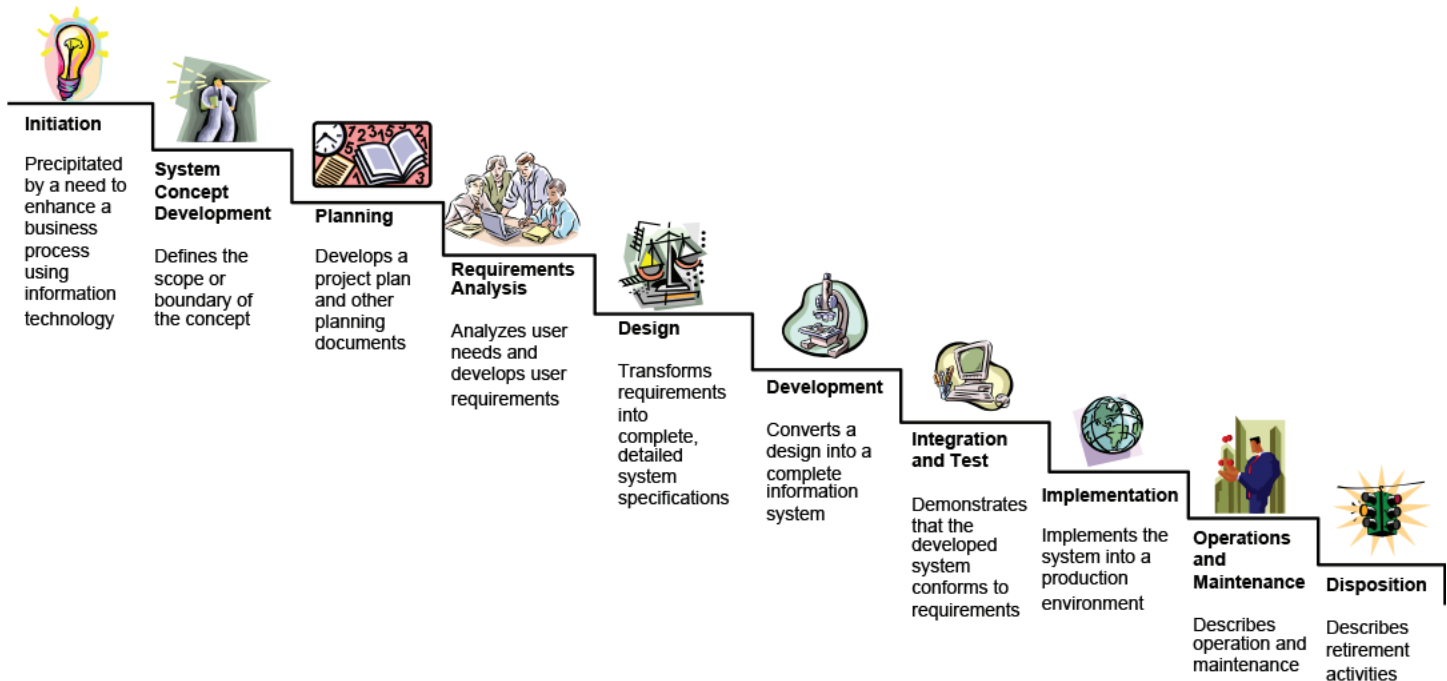 Initiation
Precipitated
by a need to
enhance a
business
process
using
information
technology
System
Concept
Development
Defines the
scope or
boundary of
the concept
Planning
Develops a
project plan
and other
planning
documents
Requirements
Analysis
Analyzes user
needs and
develops user
requirements
Design
Transforms
requirements
into
complete,
detailed
system
specifications
Development
Converts a
design into a
complete
information
system
Integration
and Test
Demonstrates
that the
developed
system
conforms to
requirements
Implementation
Implements the
system into a
production
environment
Operations
and
Maintenance
Describes
operation and
maintenance
Disposition
Describes
retirement
activities